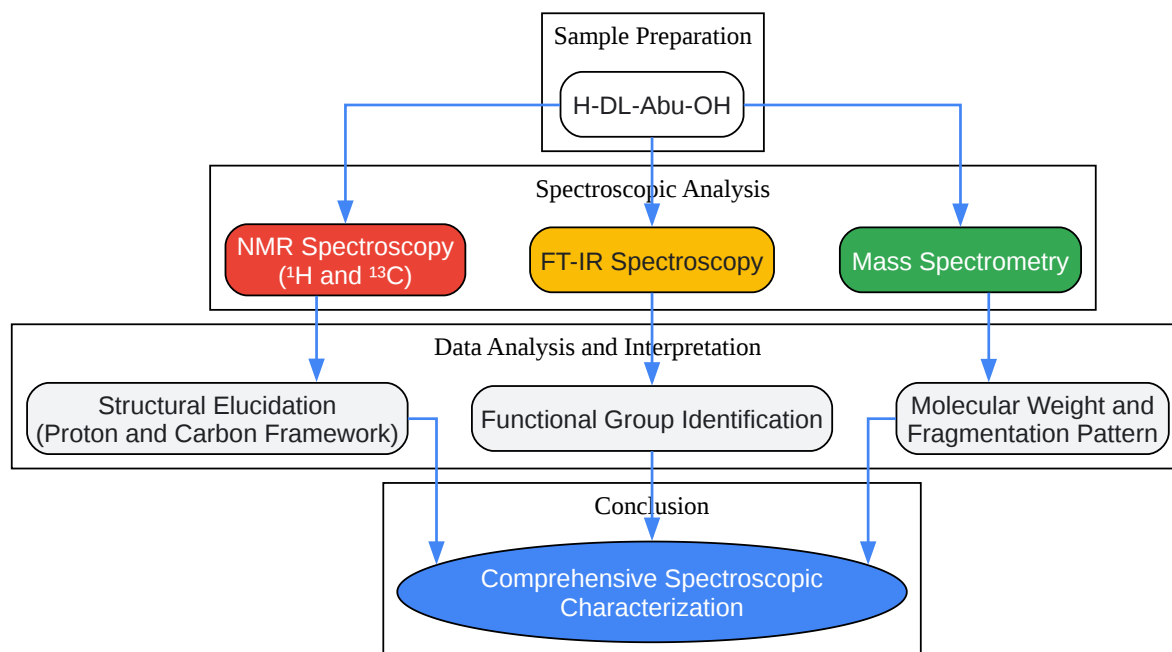 Sample Preparation
H-DL-Abu-OH
Spectroscopic Analysis
NMR Spectroscopy
(¹H and ¹³C)
FT-IR Spectroscopy
Mass Spectrometry
Data Analysis and Interpretation
Structural Elucidation
(Proton and Carbon Framework)
Functional Group Identification
Molecular Weight and
Fragmentation Pattern
Conclusion
Comprehensive Spectroscopic
Characterization